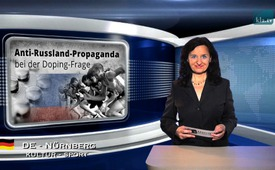 Anti-Russland-Propaganda
bei der Doping-Frage
DE - NÜRNBERG
KULTUR - SPORT